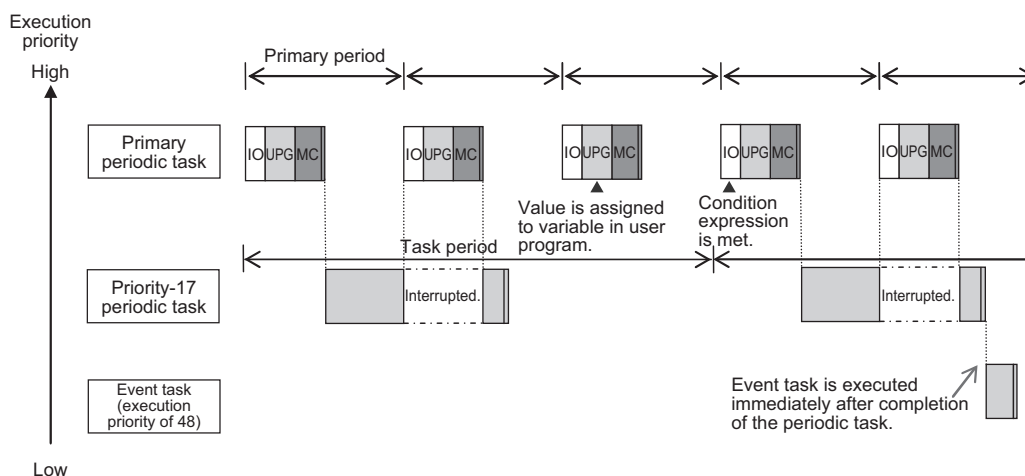 Execution
priority
High
Primary period
Primary
periodic task
IO UPG MC
IO UPG MC
IO UPG MC
IO UPG MC
IO UPG MC
Value is assigned
to variable in user
program.
Condition
expression
is met.
Task period
Priority-17
periodic task
Interrupted.
Interrupted.
Event task
(execution
priority of 48)
Event task is executed
immediately after completion
of the periodic task.
Low